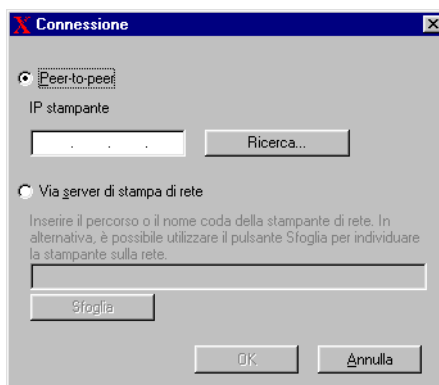 Connessione
Peer-to-peer
IP stampante
. . .
Ricerca...
Via server di stampa di rete
Inserire il percorso o il nome coda della stampante di rete. In
alternativa, è possibile utilizzare il pulsante Sfoglia per individuare
la stampante sulla rete.
Sfoglia
OK Annulla